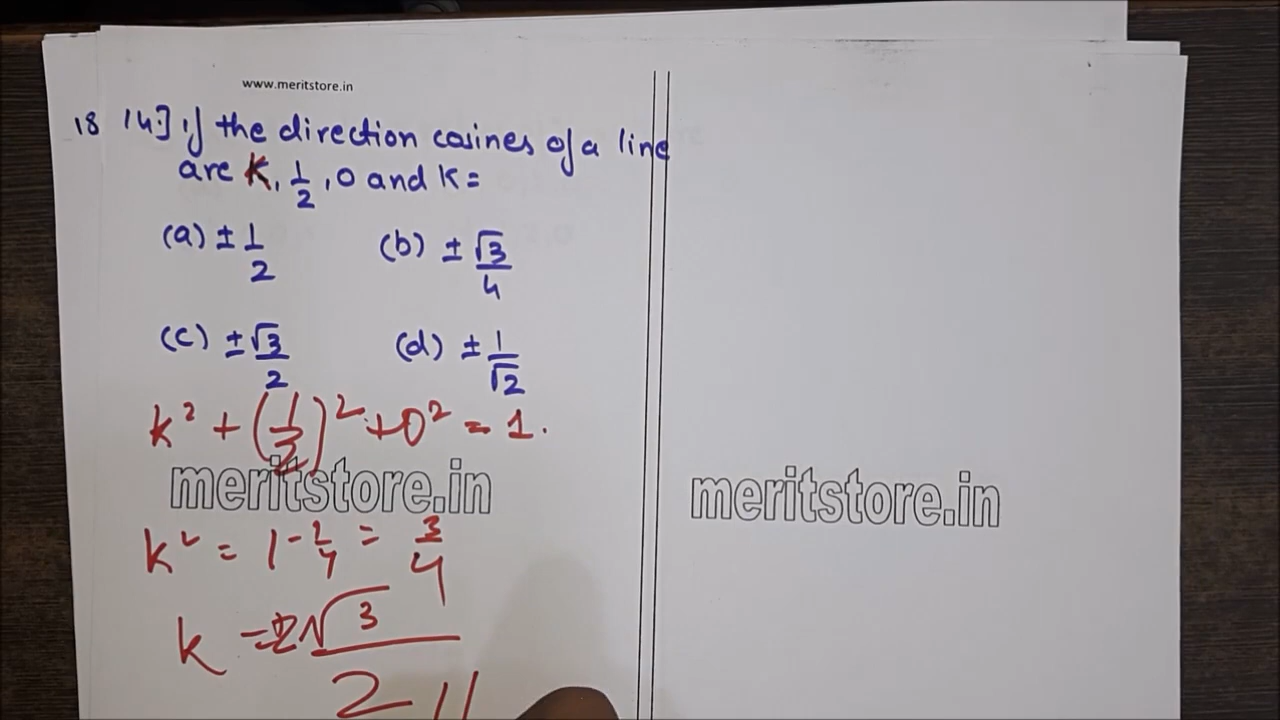 www.meritstore.in
18 14.] if the direction cosines of a line
are K, 1/2, 0 and k =
(a) ± 1/2 (b) ± √3/4
(c) ± √3/2 (d) ± 1/√2
k² + (1/2)² + 0² = 1.
meritstore.in
meritstore.in
k² = 1 - 1/4 = 3/4
k = ± √3/2 //